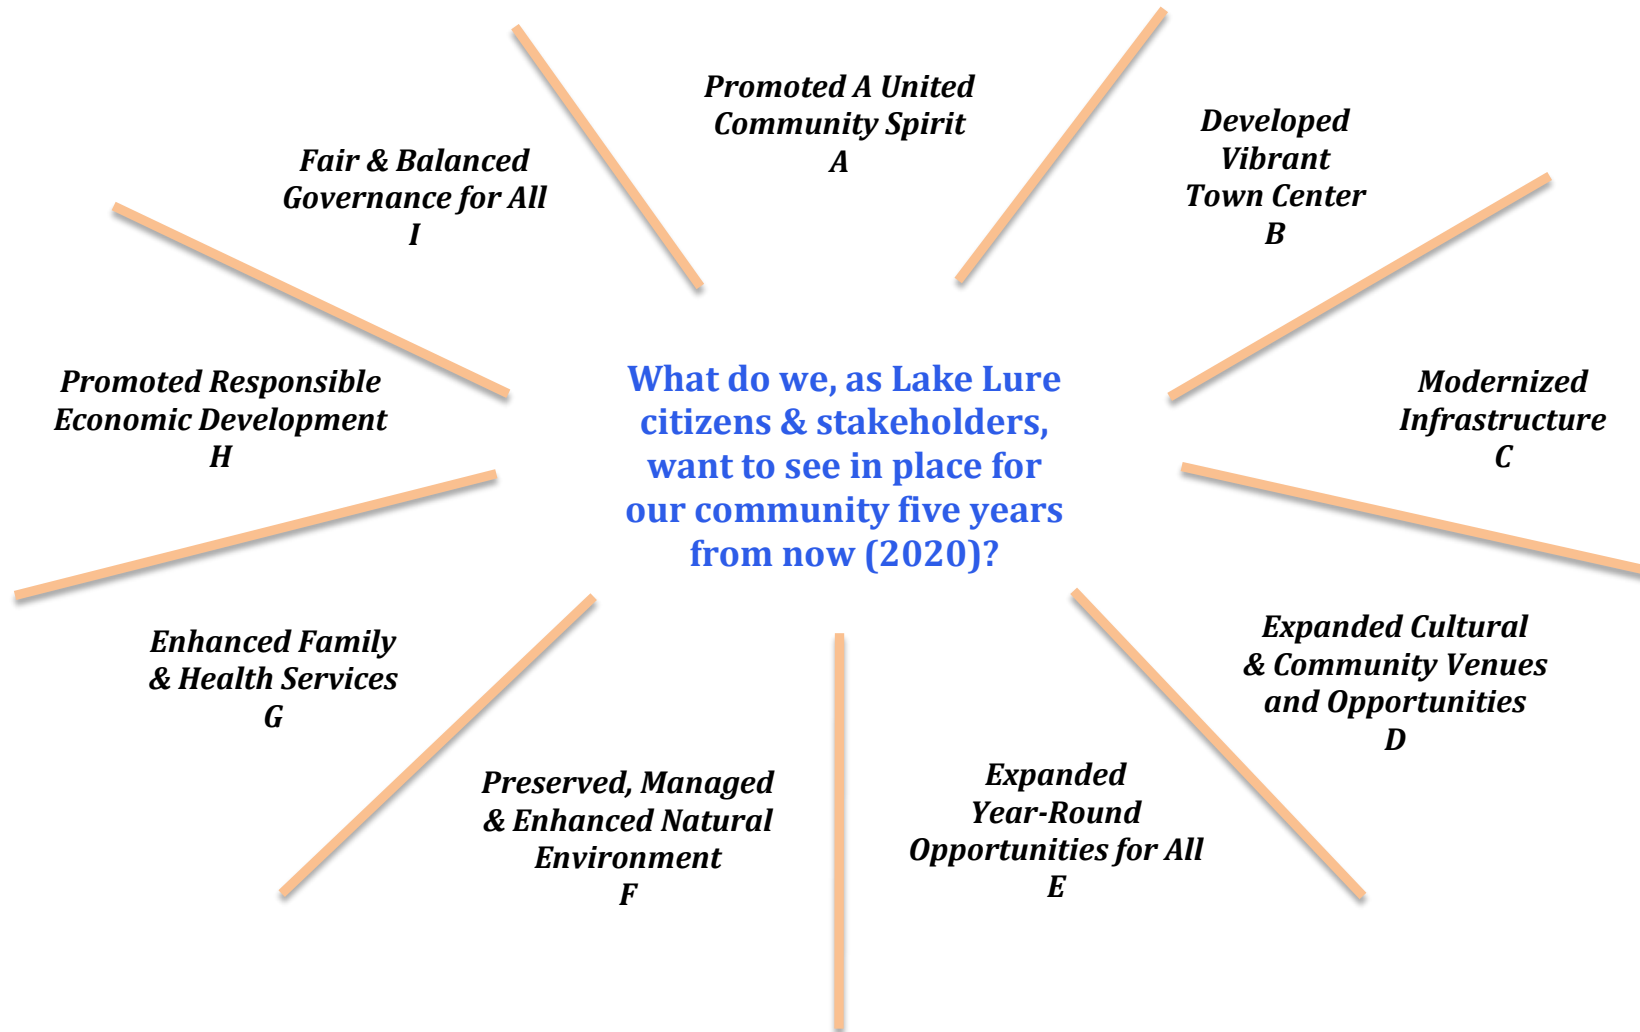 Promoted A United
Community Spirit
A
Developed
Vibrant
Town Center
B
Modernized
Infrastructure
C
Expanded Cultural
& Community Venues
and Opportunities
D
Expanded
Year-Round
Opportunities for All
E
Preserved, Managed
& Enhanced Natural
Environment
F
Enhanced Family
& Health Services
G
Promoted Responsible
Economic Development
H
Fair & Balanced
Governance for All
I
What do we, as Lake Lure
citizens & stakeholders,
want to see in place for
our community five years
from now (2020)?